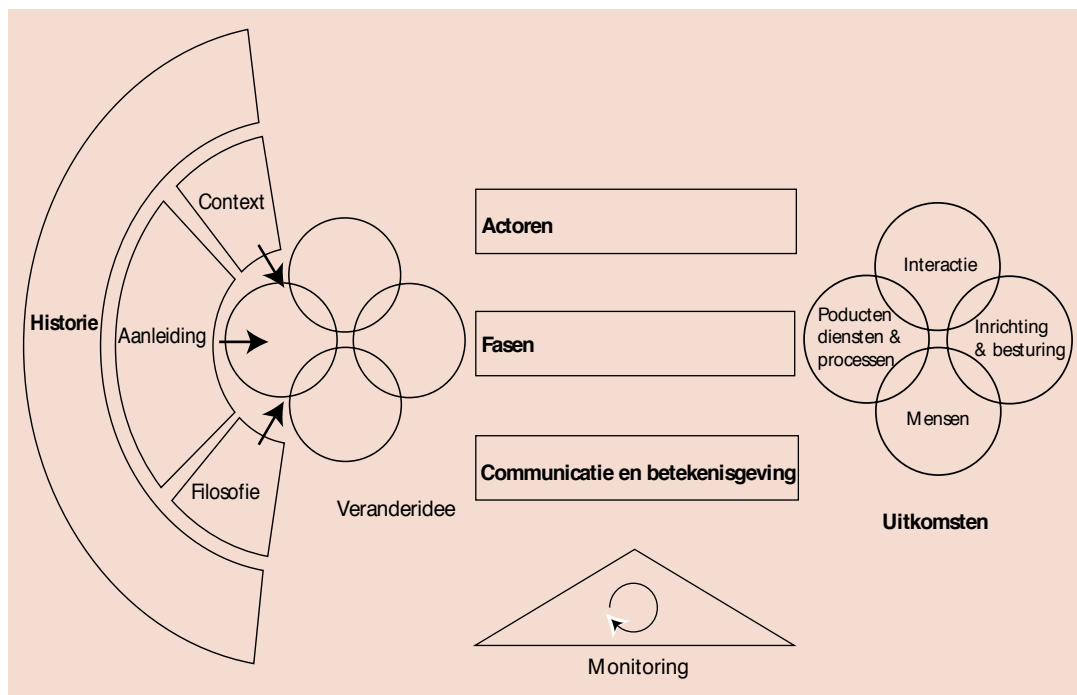 Historie
Context
Aanleiding
Filosofie
Veranderidee
Actoren
Fasen
Communicatie en betekenisgeving
Monitoring
Interactie
Poducten
diensten &
processen
Inrichting
& besturing
Mensen
Uitkomsten